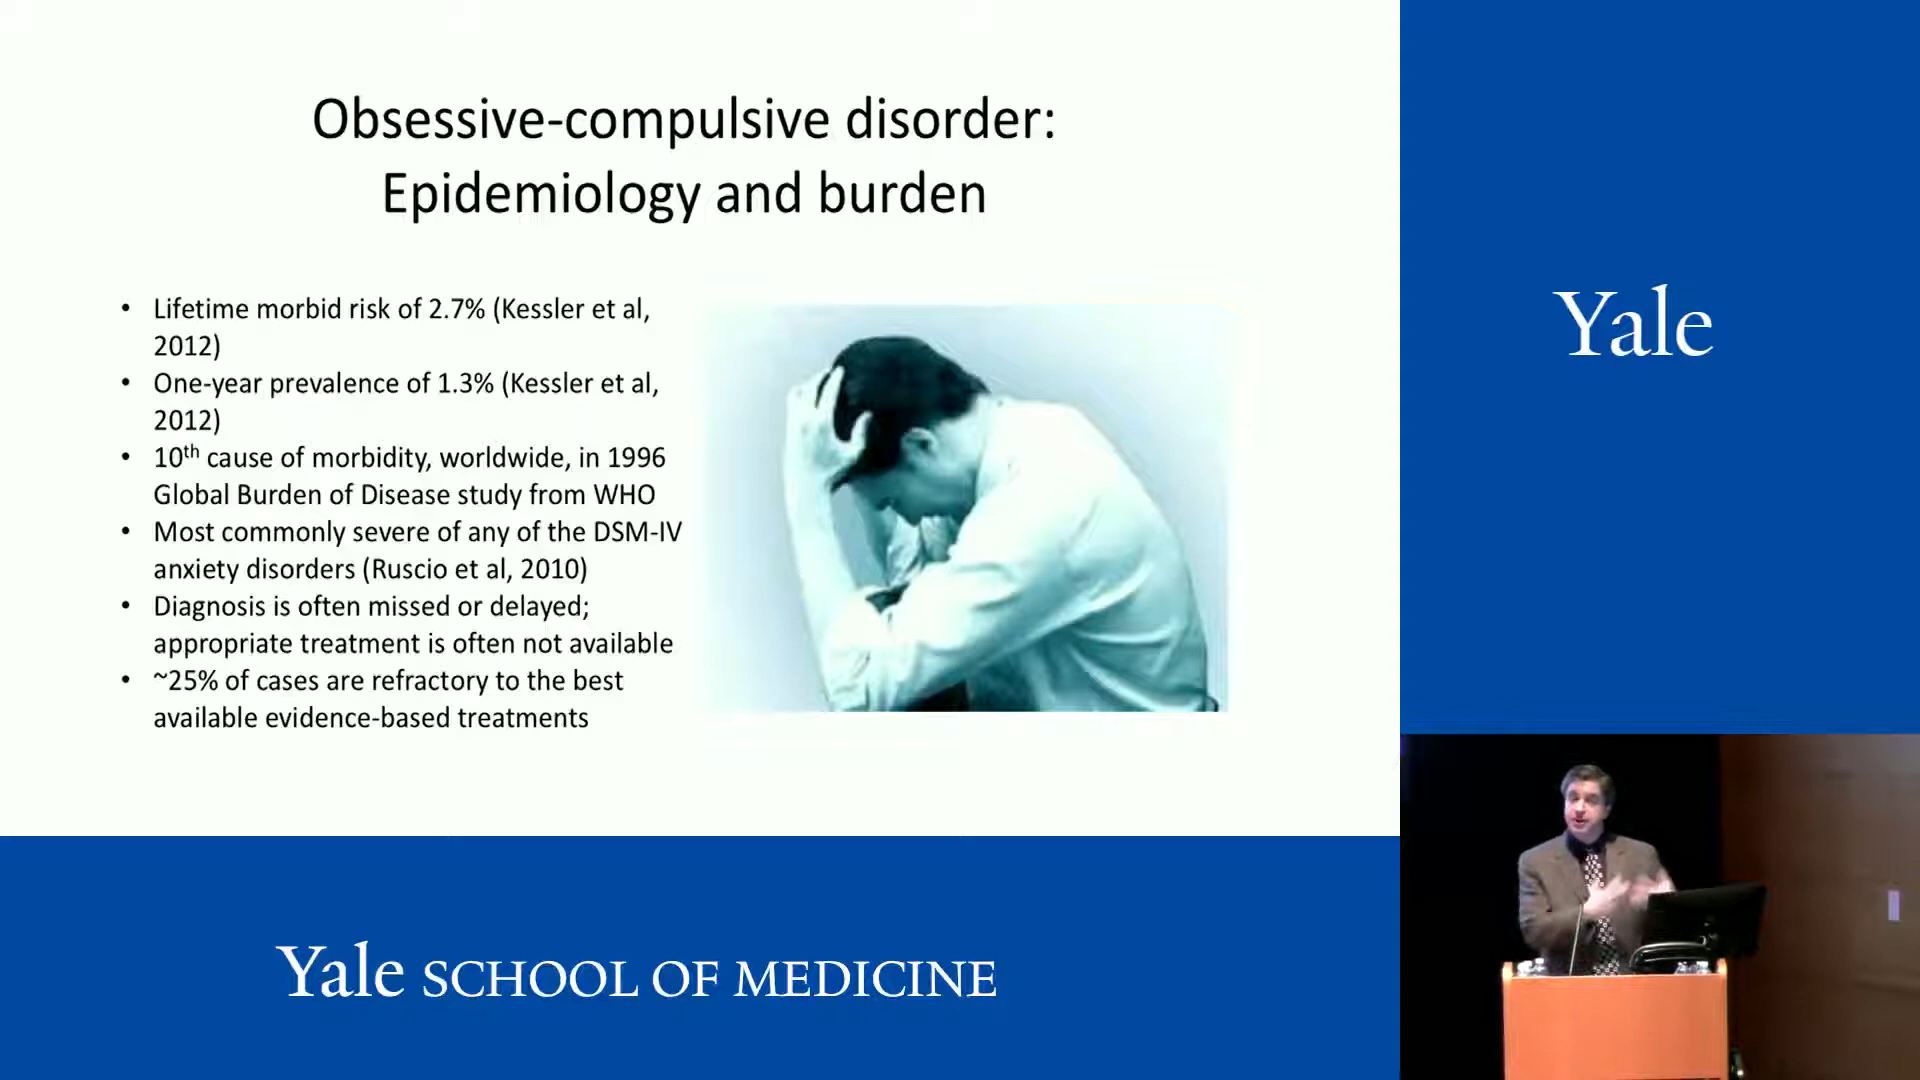 Obsessive-compulsive disorder:
Epidemiology and burden
• Lifetime morbid risk of 2.7% (Kessler et al,
2012)
• One-year prevalence of 1.3% (Kessler et al,
2012)
• 10th cause of morbidity, worldwide, in 1996
Global Burden of Disease study from WHO
• Most commonly severe of any of the DSM-IV
anxiety disorders (Ruscio et al, 2010)
• Diagnosis is often missed or delayed;
appropriate treatment is often not available
• ~25% of cases are refractory to the best
available evidence-based treatments
Yale
Yale SCHOOL OF MEDICINE